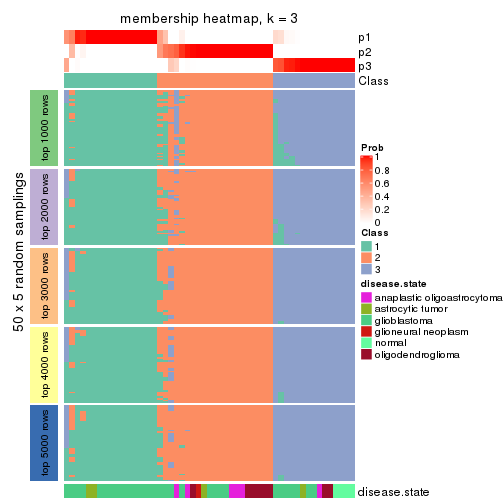 membership heatmap, k = 3
p1
p2
p3
Class
50 x 5 random samplings
top 1000 rows
top 2000 rows
top 3000 rows
top 4000 rows
top 5000 rows
Prob
1
0.8
0.6
0.4
0.2
0
Class
1
2
3
disease.state
anaplastic oligoastrocytoma
astrocytic tumor
glioblastoma
glioneural neoplasm
normal
oligodendroglioma
disease.state